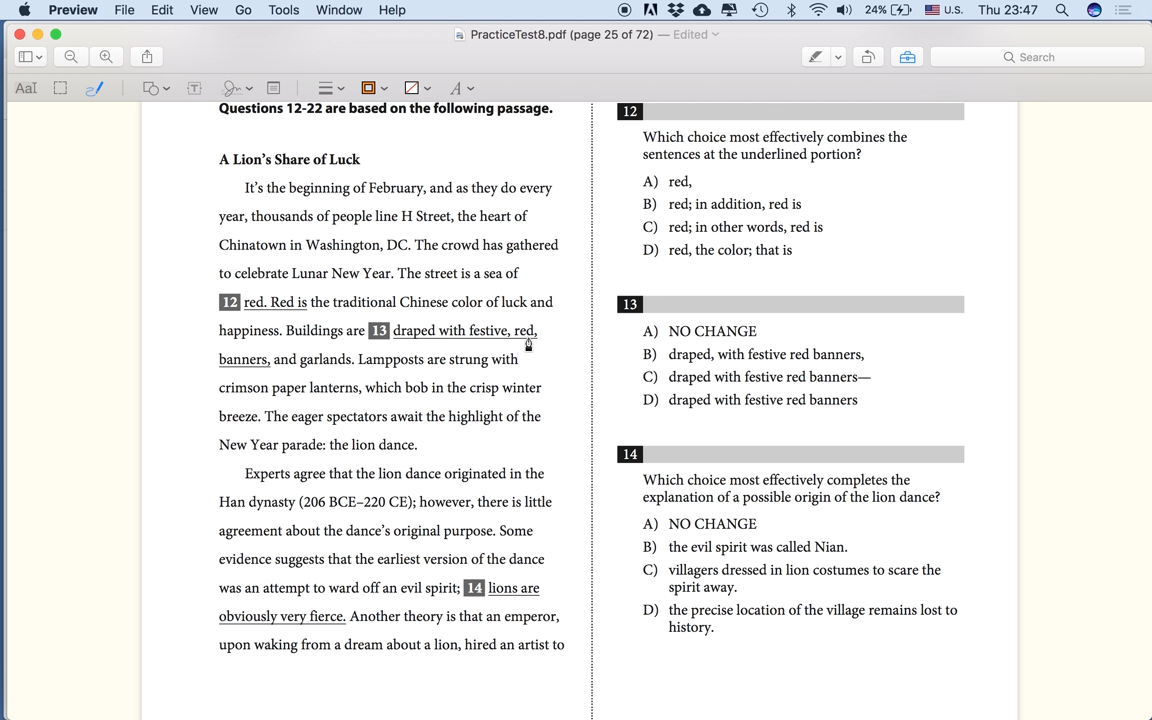 Preview File Edit View Go Tools Window Help 24% U.S. Thu 23:47
PracticeTest8.pdf (page 25 of 72) — Edited
Search
AaI T A
Questions 12-22 are based on the following passage.
A Lion's Share of Luck
It's the beginning of February, and as they do every
year, thousands of people line H Street, the heart of
Chinatown in Washington, DC. The crowd has gathered
to celebrate Lunar New Year. The street is a sea of
12 red. Red is the traditional Chinese color of luck and
happiness. Buildings are 13 draped with festive, red,
banners, and garlands. Lampposts are strung with
crimson paper lanterns, which bob in the crisp winter
breeze. The eager spectators await the highlight of the
New Year parade: the lion dance.
Experts agree that the lion dance originated in the
Han dynasty (206 BCE–220 CE); however, there is little
agreement about the dance's original purpose. Some
evidence suggests that the earliest version of the dance
was an attempt to ward off an evil spirit; 14 lions are
obviously very fierce. Another theory is that an emperor,
upon waking from a dream about a lion, hired an artist to
12
Which choice most effectively combines the
sentences at the underlined portion?
A) red,
B) red; in addition, red is
C) red; in other words, red is
D) red, the color; that is
13
A) NO CHANGE
B) draped, with festive red banners,
C) draped with festive red banners—
D) draped with festive red banners
14
Which choice most effectively completes the
explanation of a possible origin of the lion dance?
A) NO CHANGE
B) the evil spirit was called Nian.
C) villagers dressed in lion costumes to scare the
spirit away.
D) the precise location of the village remains lost to
history.